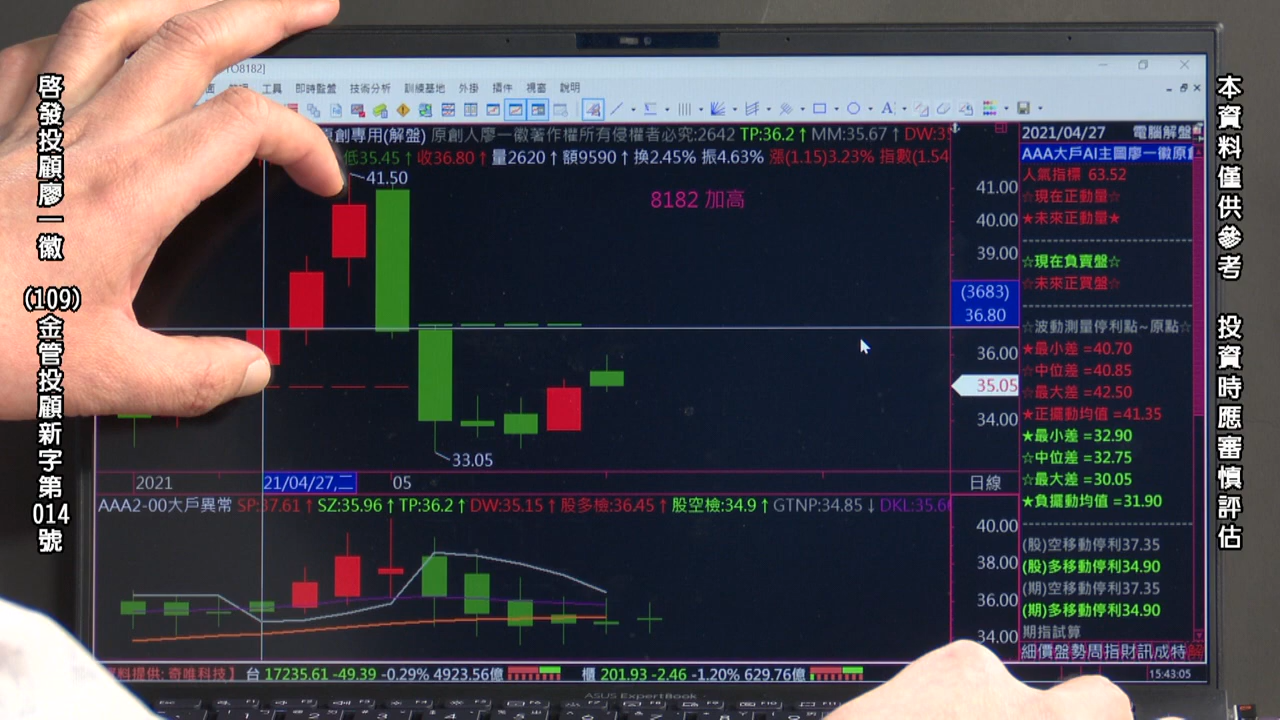 啓發投顧廖一徽 (109)金管投顧新字第014號
本資料僅供參考 投資時應審慎評估
TO8182]
工具 即時監盤 技術分析 訓練基地 外掛 插件 視窗 說明
原創專用(解盤) 原創人廖一徽著作權所有侵權者必究:2642 TP:36.2↑ MM:35.67 ↑ DW:3
低35.45 ↑ 收36.80 ↑ 量2620 ↑ 額9590 ↑ 換2.45% 振4.63% 漲(1.15)3.23% 指數(1.54
41.50
8182 加高
33.05
41.00
40.00
39.00
(3683)
36.80
36.00
35.05
34.00
2021
21/04/27,二
05
日線
AAA2-00大戶異常 SP:37.61 ↑ SZ:35.96 ↑ TP:36.2 ↑ DW:35.15 ↑ 股多檢:36.45 ↑ 股空檢:34.9 ↑ GTNP:34.85 ↓ DKL:35.6
40.00
38.00
36.00
34.00
2021/04/27 電腦解盤
AAA大戶AI主圖廖一徽原創
人氣指標 63.52
☆現在正動量☆
★未來正動量★
☆現在負賣盤☆
☆未來正買盤☆
☆波動測量停利點~原點☆
★最小差 =40.70
☆中位差 =40.85
☆最大差 =42.50
★正擺動均值 =41.35
★最小差 =32.90
☆中位差 =32.75
☆最大差 =30.05
★負擺動均值 =31.90
(股)空移動停利37.35
(股)多移動停利34.90
(期)空移動停利37.35
(期)多移動停利34.90
期指試算
細價盤勢周指財訊成特解
料提供: 奇唯科技】 台 17235.61 -49.39 -0.29% 4923.56億 櫃 201.93 -2.46 -1.20% 629.76億
15:43:05
ASUS ExpertBook